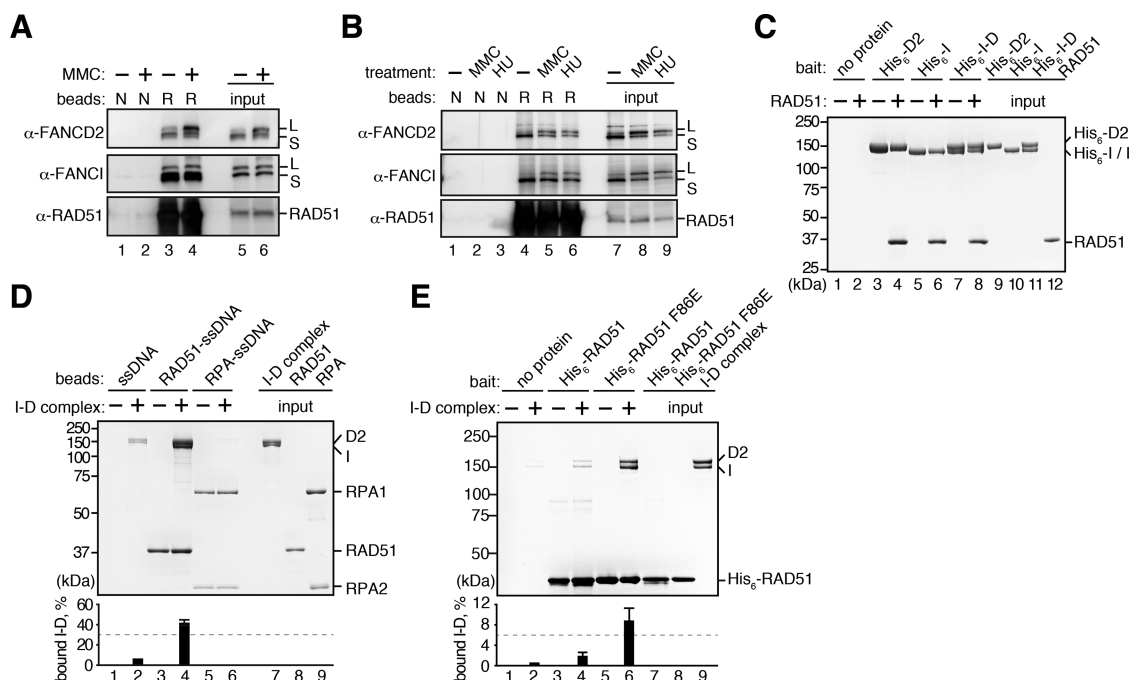 A
MMC: – + – + – +
beads: N N R R input
α-FANCD2 L S
α-FANCI L S
α-RAD51 RAD51
1 2 3 4 5 6
B
treatment: – MMC HU – MMC HU – MMC HU
beads: N N N R R R input
α-FANCD2 L S
α-FANCI L S
α-RAD51 RAD51
1 2 3 4 5 6 7 8 9
C
bait: no protein His6-D2 His6-I His6-I-D His6-D2 His6-I His6-I-D RAD51
RAD51: – + – + – + – + input
250
150 His6-D2
His6-I / I
100
75
50
37 RAD51
25
(kDa) 1 2 3 4 5 6 7 8 9 10 11 12
D
beads: ssDNA RAD51-ssDNA RPA-ssDNA I-D complex RAD51 RPA
I-D complex: – + – + – + input
250
150 D2
100 I
75
RPA1
50
37 RAD51
(kDa) RPA2
bound I-D, %
60
40
20
0
1 2 3 4 5 6 7 8 9
E
bait: no protein His6-RAD51 His6-RAD51 F86E His6-RAD51 His6-RAD51 F86E I-D complex
I-D complex: – + – + – + input
250
150 D2
I
100
75
50
(kDa) His6-RAD51
bound I-D, %
12
8
4
0
1 2 3 4 5 6 7 8 9